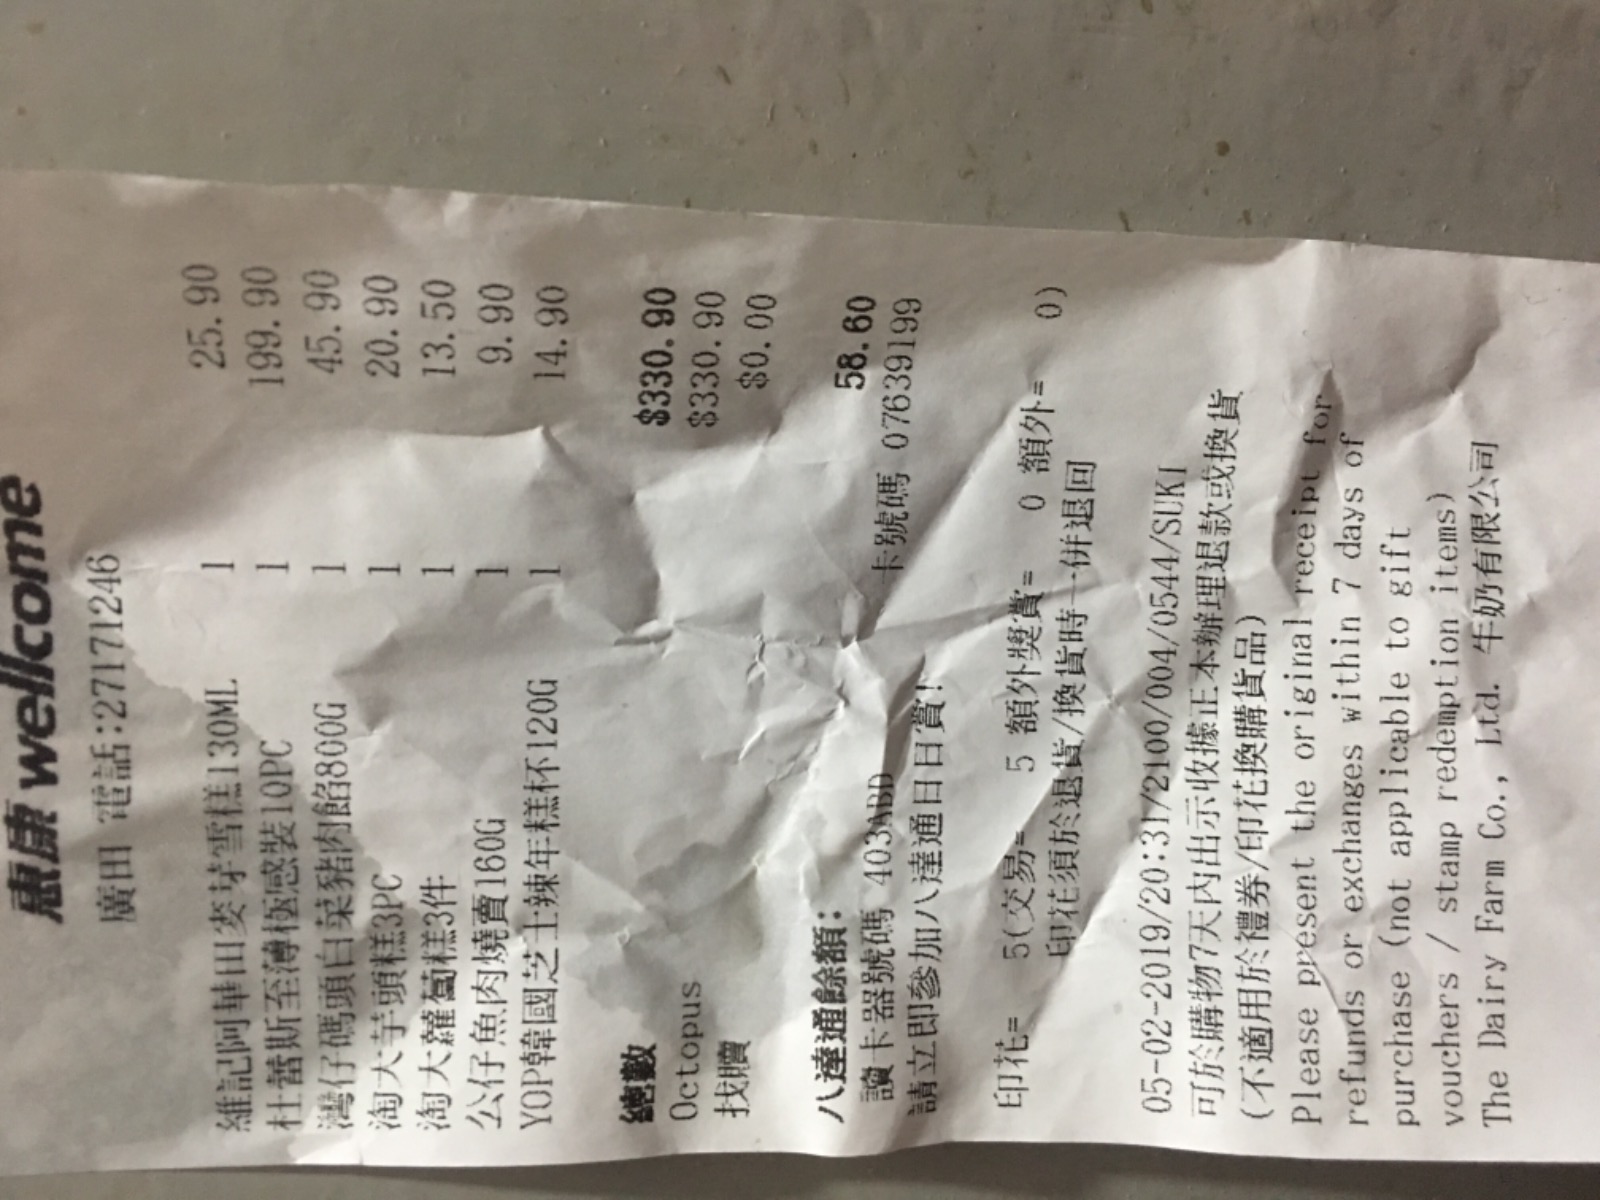 惠康 wellcome
廣田 電話:27171246
維記阿華田麥芽雪糕130ML 1 25.90
杜蕾斯至薄極感裝10PC 1 199.90
灣仔碼頭白菜豬肉餡800G 1 45.90
淘大芋頭糕3PC 1 20.90
淘大蘿蔔糕3件 1 13.50
公仔魚肉燒賣160G 1 9.90
YOP韓國芝士辣年糕杯120G 1 14.90
總數 $330.90
Octopus $330.90
找贖 $0.00
八達通餘額: 58.60
讀卡器號碼 403ABD 卡號碼 07639199
請立即參加八達通日日賞!
印花= 5(交易= 5 額外獎賞= 0 額外= 0)
印花須於退貨/換貨時一併退回
05-02-2019/20:31/2100/004/0544/SUKI
可於購物7天內出示收據正本辦理退款或換貨
(不適用於禮券/印花換購貨品)
Please present the original receipt for
refunds or exchanges within 7 days of
purchase (not applicable to gift
vouchers / stamp redemption items)
The Dairy Farm Co., Ltd. 牛奶有限公司